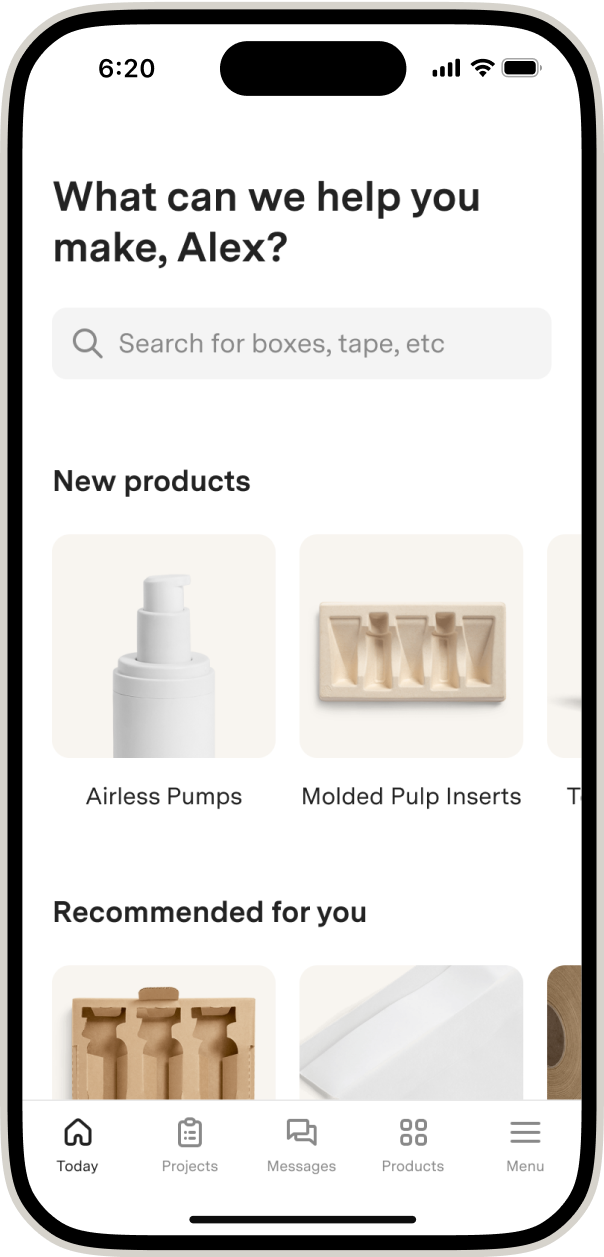 6:20
What can we help you
make, Alex?
Search for boxes, tape, etc
New products
Airless Pumps
Molded Pulp Inserts
Recommended for you
Today
Projects
Messages
Products
Menu